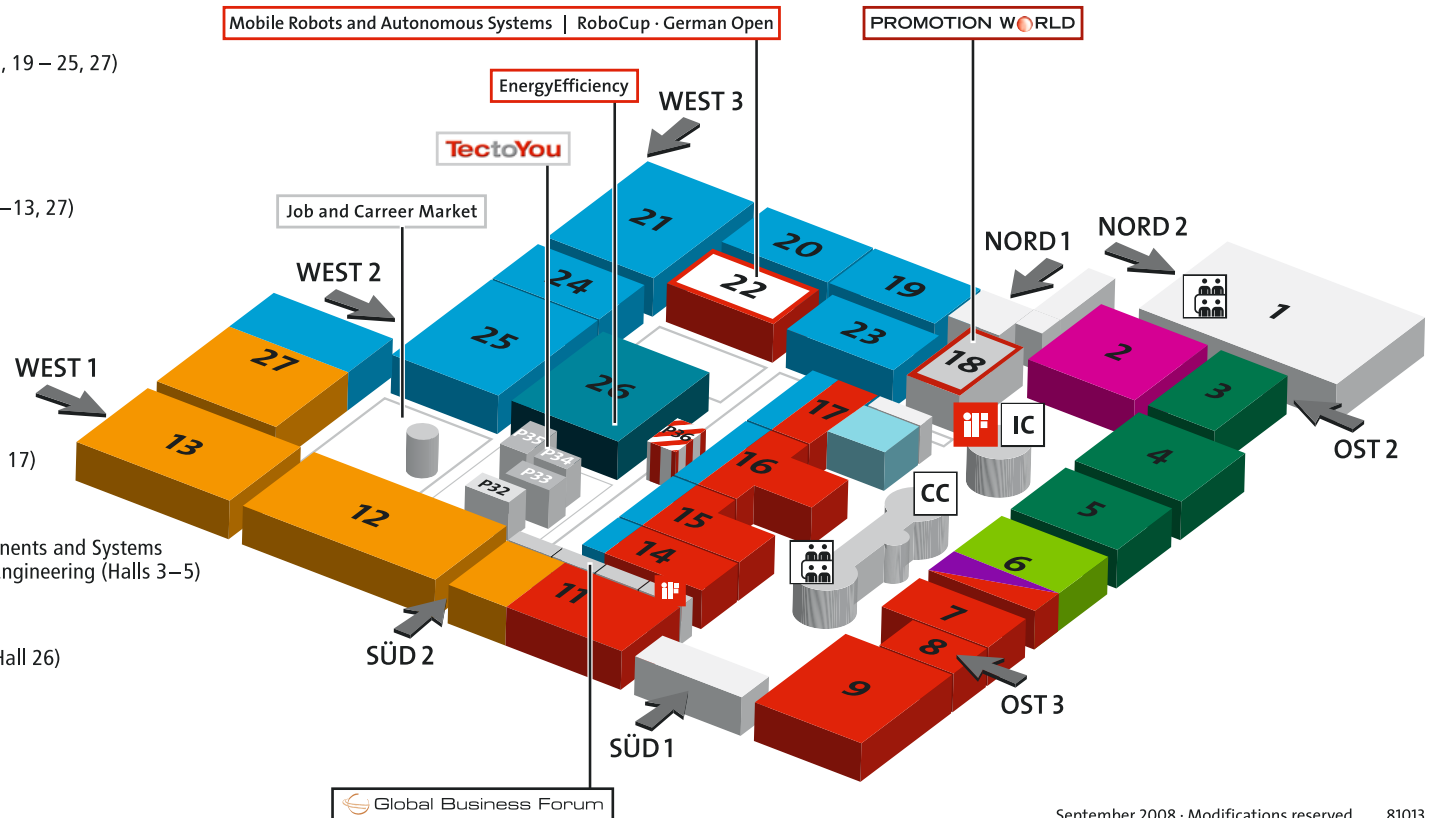 Mobile Robots and Autonomous Systems | RoboCup · German Open
PROMOTION WORLD
, 19 – 25, 27)
EnergyEfficiency
WEST 3
TectoYou
–13, 27)
Job and Carreer Market
21
20
NORD 1
NORD 2
WEST 2
24
22
19
1
25
23
18
2
27
26
3
WEST 1
17
IC
iF
OST 2
13
P35
P36
P34
16
4
17)
P33
P32
CC
12
15
5
nents and Systems
ngineering (Halls 3–5)
14
6
11
iF
7
SÜD 2
8
Hall 26)
9
OST 3
SÜD 1
Global Business Forum
September 2008 · Modifications reserved 81013